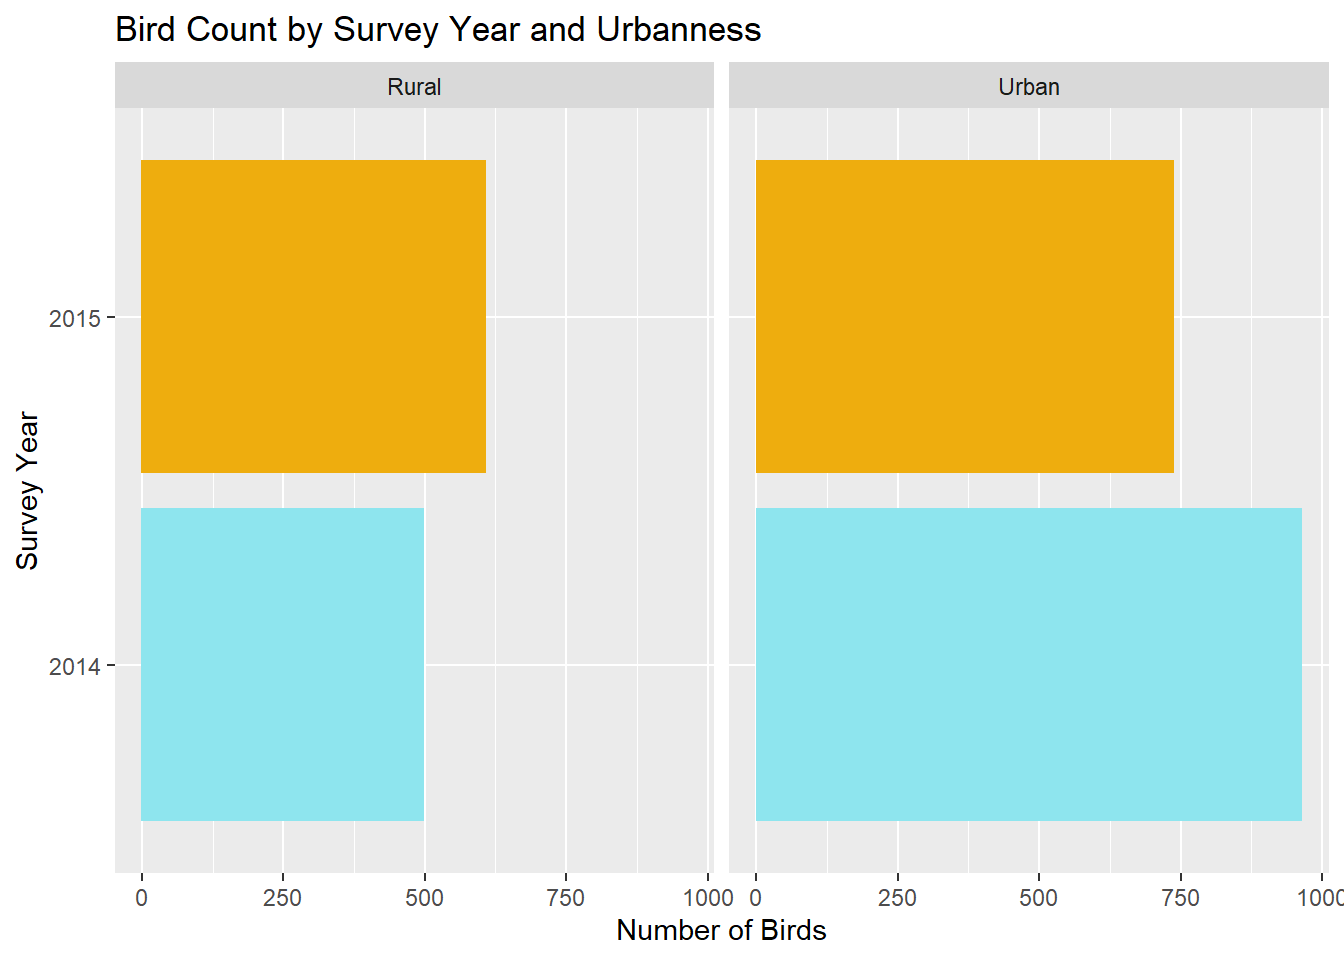 Bird Count by Survey Year and Urbanness
Rural
Urban
2015
2014
Survey Year
0 250 500 750 1000 0 250 500 750 1000
Number of Birds